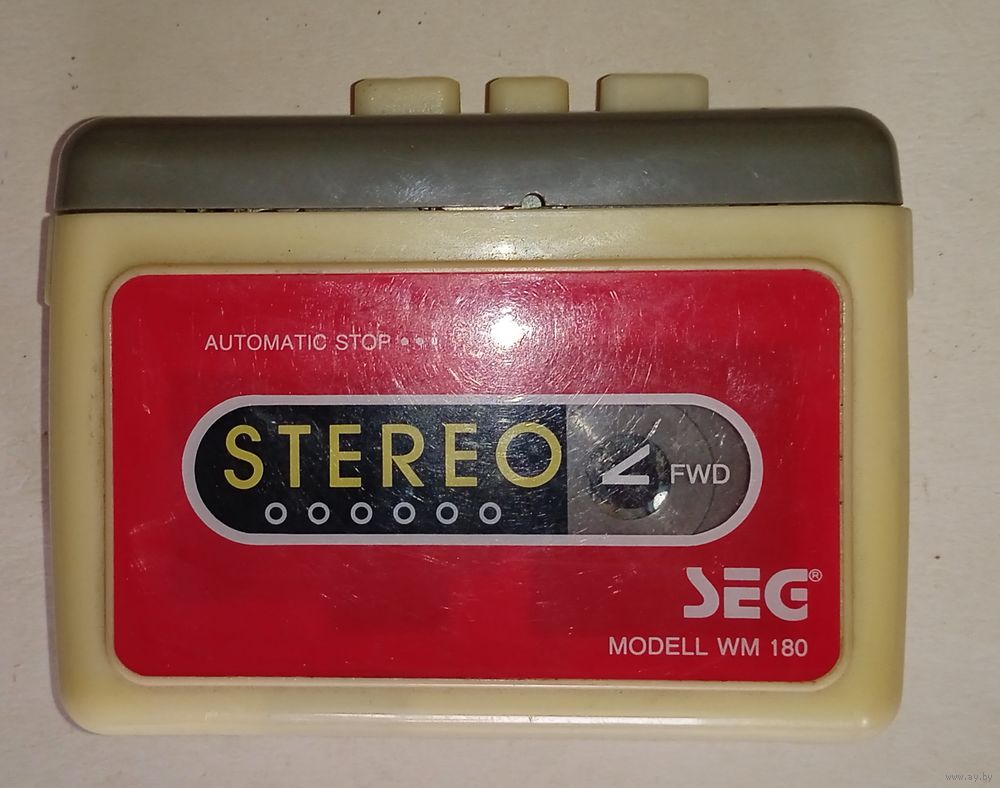 AUTOMATIC STOP
STEREO
FWD
SEG®
MODELL WM 180
www.ay.by